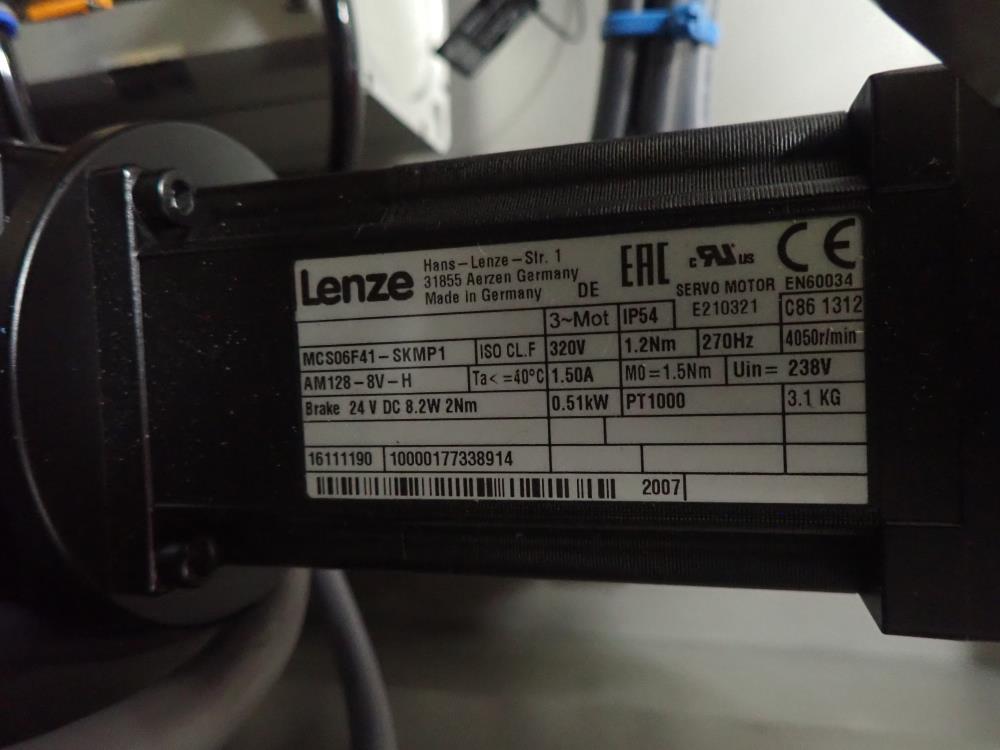 Lenze
Hans-Lenze-Str. 1
31855 Aerzen Germany
Made in Germany
DE
EAC
c RU us
CE
SERVO MOTOR
EN60034
3~Mot
IP54
E210321
C86 1312
MCS06F41-SKMP1
ISO CL.F
320V
1.2Nm
270Hz
4050r/min
AM128-8V-H
Ta<=40°C
1.50A
M0=1.5Nm
Uin= 238V
Brake 24 V DC 8.2W 2Nm
0.51kW
PT1000
3.1 KG
16111190
10000177338914
2007